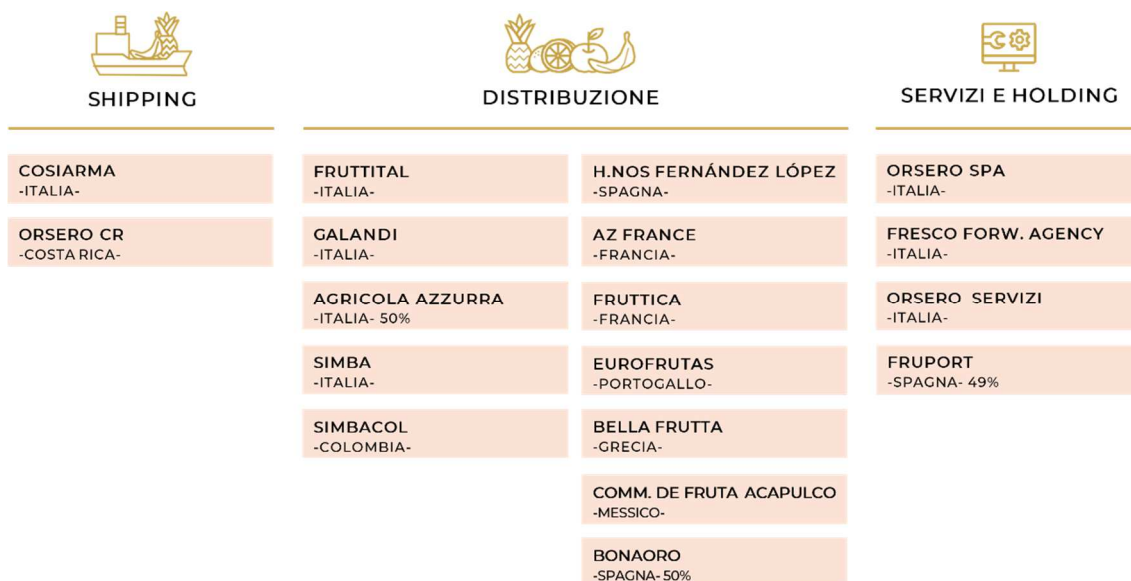 SHIPPING
COSIARMA
-ITALIA-
ORSERO CR
-COSTA RICA-
DISTRIBUZIONE
FRUTTITAL
-ITALIA-
GALANDI
-ITALIA-
AGRICOLA AZZURRA
-ITALIA- 50%
SIMBA
-ITALIA-
SIMBACOL
-COLOMBIA-
H.NOS FERNÁNDEZ LÓPEZ
-SPAGNA-
AZ FRANCE
-FRANCIA-
FRUTTICA
-FRANCIA-
EUROFRUTAS
-PORTOGALLO-
BELLA FRUTTA
-GRECIA-
COMM. DE FRUTA ACAPULCO
-MESSICO-
BONAORO
-SPAGNA- 50%
SERVIZI E HOLDING
ORSERO SPA
-ITALIA-
FRESCO FORW. AGENCY
-ITALIA-
ORSERO SERVIZI
-ITALIA-
FRUPORT
-SPAGNA- 49%